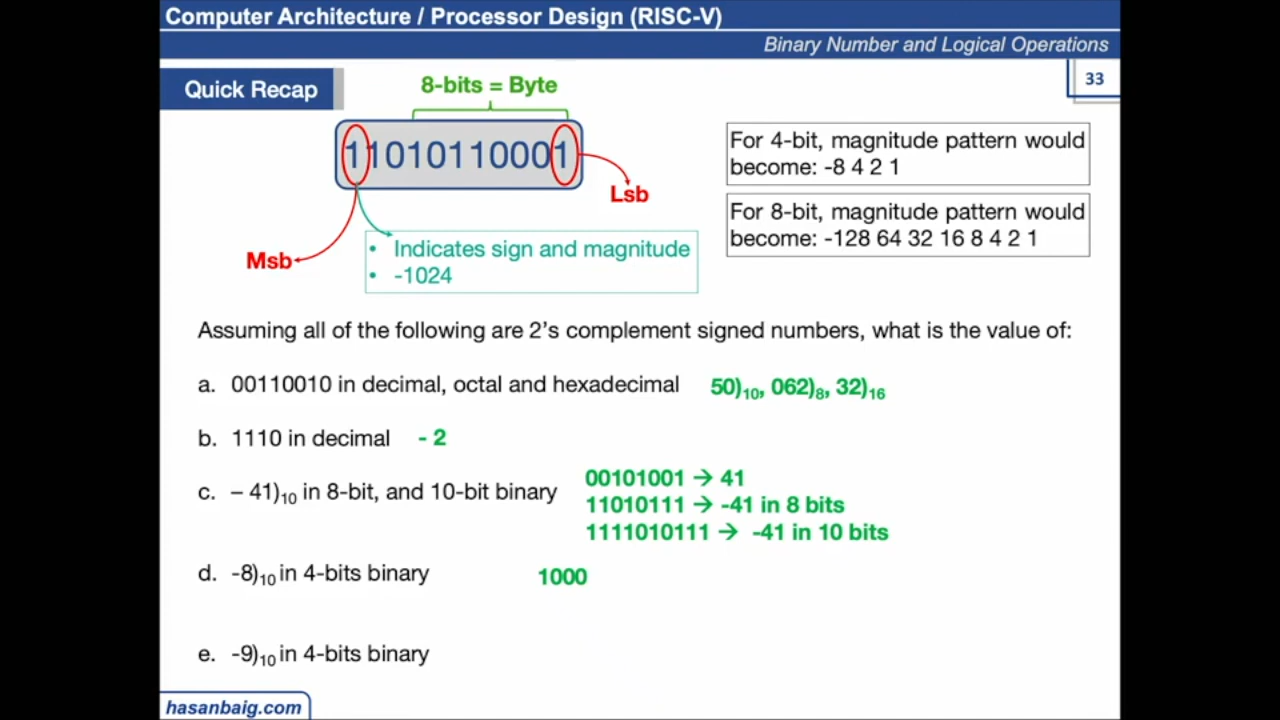 Computer Architecture / Processor Design (RISC-V)
Binary Number and Logical Operations
33
Quick Recap
8-bits = Byte
11010110001
Lsb
Msb
• Indicates sign and magnitude
• -1024
For 4-bit, magnitude pattern would
become: -8 4 2 1
For 8-bit, magnitude pattern would
become: -128 64 32 16 8 4 2 1
Assuming all of the following are 2's complement signed numbers, what is the value of:
a. 00110010 in decimal, octal and hexadecimal 50)₁₀, 062)₈, 32)₁₆
b. 1110 in decimal - 2
c. – 41)₁₀ in 8-bit, and 10-bit binary
00101001 → 41
11010111 → -41 in 8 bits
1111010111 → -41 in 10 bits
d. -8)₁₀ in 4-bits binary 1000
e. -9)₁₀ in 4-bits binary
hasanbaig.com